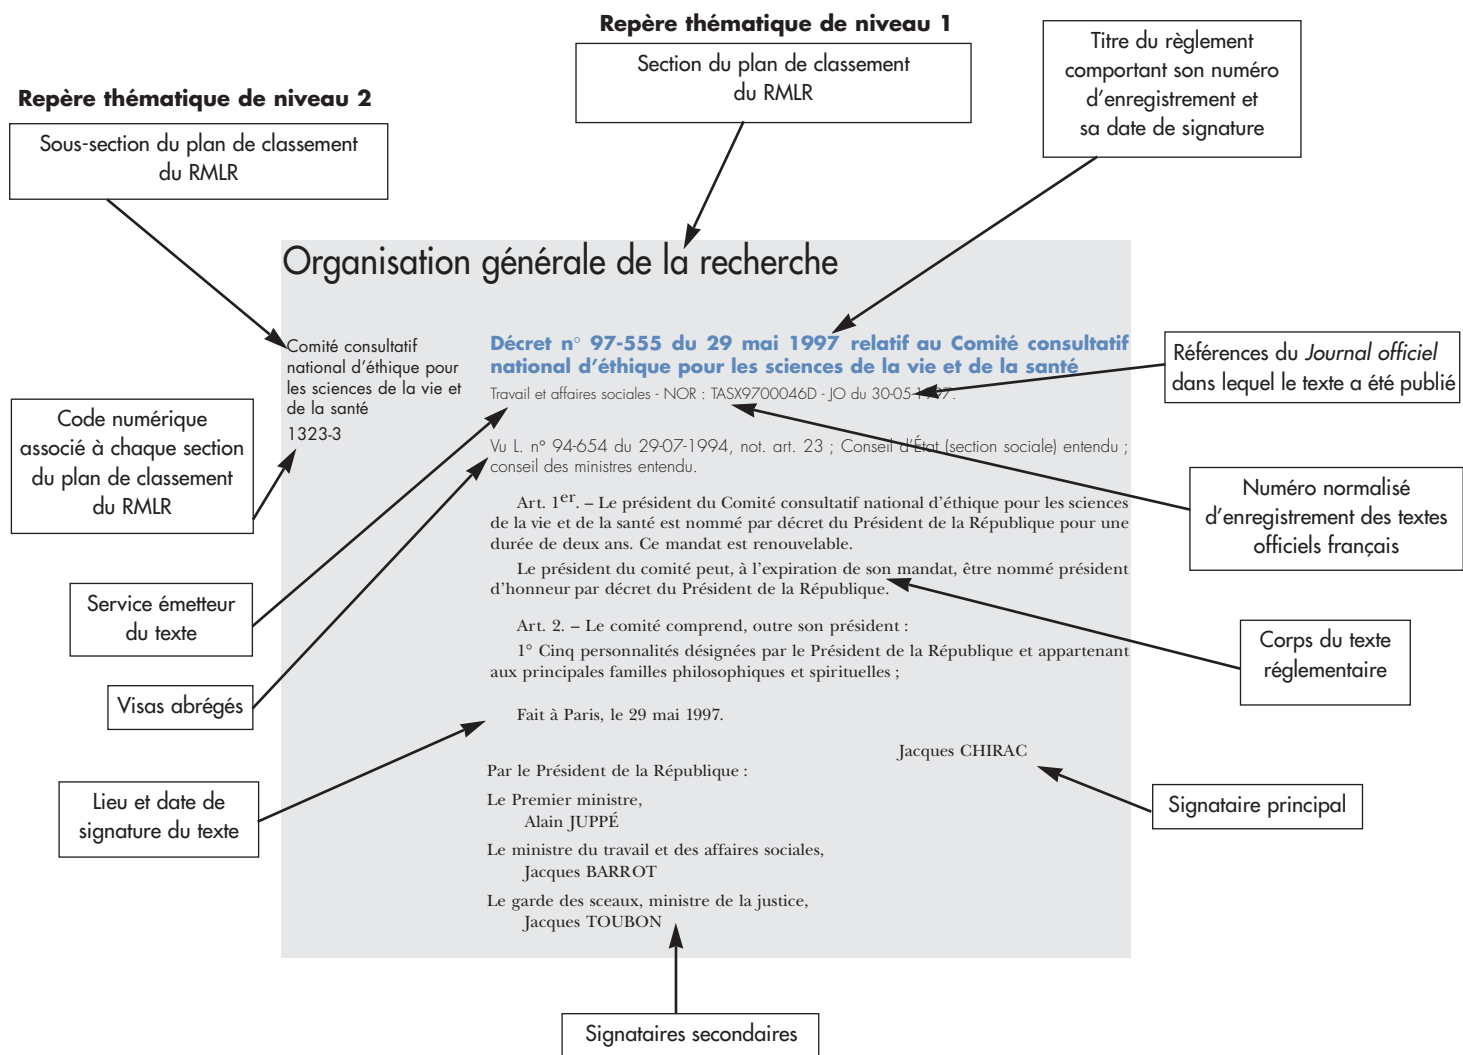 Repère thématique de niveau 1
Section du plan de classement
du RMLR
Titre du règlement
comportant son numéro
d'enregistrement et
sa date de signature
Repère thématique de niveau 2
Sous-section du plan de classement
du RMLR
Organisation générale de la recherche
Comité consultatif
national d'éthique pour
les sciences de la vie et
de la santé
1323-3
Décret n° 97-555 du 29 mai 1997 relatif au Comité consultatif
national d'éthique pour les sciences de la vie et de la santé
Travail et affaires sociales - NOR : TASX9700046D - JO du 30-05-1997.
Références du Journal officiel
dans lequel le texte a été publié
Code numérique
associé à chaque section
du plan de classement
du RMLR
Vu L. n° 94-654 du 29-07-1994, not. art. 23 ; Conseil d'État (section sociale) entendu ;
conseil des ministres entendu.
Numéro normalisé
d'enregistrement des textes
officiels français
Art. 1er. – Le président du Comité consultatif national d'éthique pour les sciences
de la vie et de la santé est nommé par décret du Président de la République pour une
durée de deux ans. Ce mandat est renouvelable.
Le président du comité peut, à l'expiration de son mandat, être nommé président
d'honneur par décret du Président de la République.
Service émetteur
du texte
Art. 2. – Le comité comprend, outre son président :
1° Cinq personnalités désignées par le Président de la République et appartenant
aux principales familles philosophiques et spirituelles ;
Corps du texte
réglementaire
Visas abrégés
Fait à Paris, le 29 mai 1997.
Jacques CHIRAC
Par le Président de la République :
Lieu et date de
signature du texte
Le Premier ministre,
Alain JUPPÉ
Signataire principal
Le ministre du travail et des affaires sociales,
Jacques BARROT
Le garde des sceaux, ministre de la justice,
Jacques TOUBON
Signataires secondaires